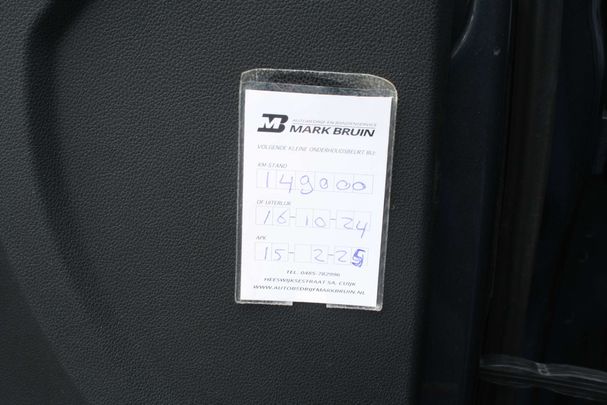 MB
AUTOBEDRIJF EN BANDENSERVICE
MARK BRUIN
VOLGENDE KLEINE ONDERHOUDSBEURT BIJ:
KM-STAND
149000
OF UITERLIJK
16-10-24
APK
15-2-25
TEL. 0485-782996
HEESWIJKSESTRAAT 5A, CUIJK
WWW.AUTOBEDRIJFMARKBRUIN.NL